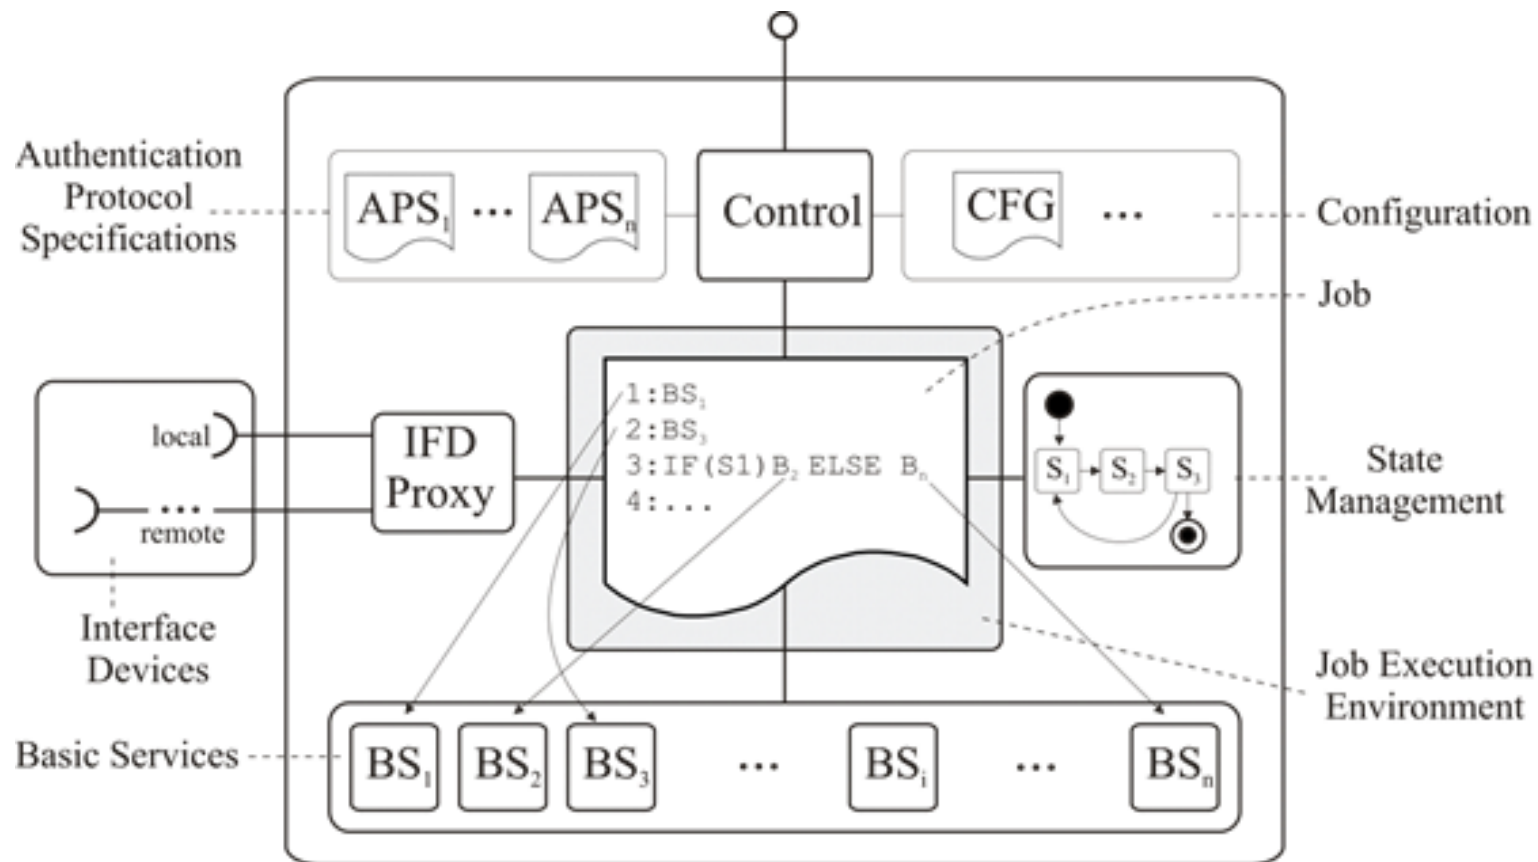 Authentication
Protocol
Specifications
APS₁ ... APSₙ
Control
CFG ...
Configuration
Job
1:BS₁
2:BS₃
3:IF(S1)B₂ ELSE Bₙ
4:...
local
... remote
IFD
Proxy
S₁ S₂ S₃
State
Management
Interface
Devices
Job Execution
Environment
Basic Services
BS₁ BS₂ BS₃ ... BSᵢ ... BSₙ